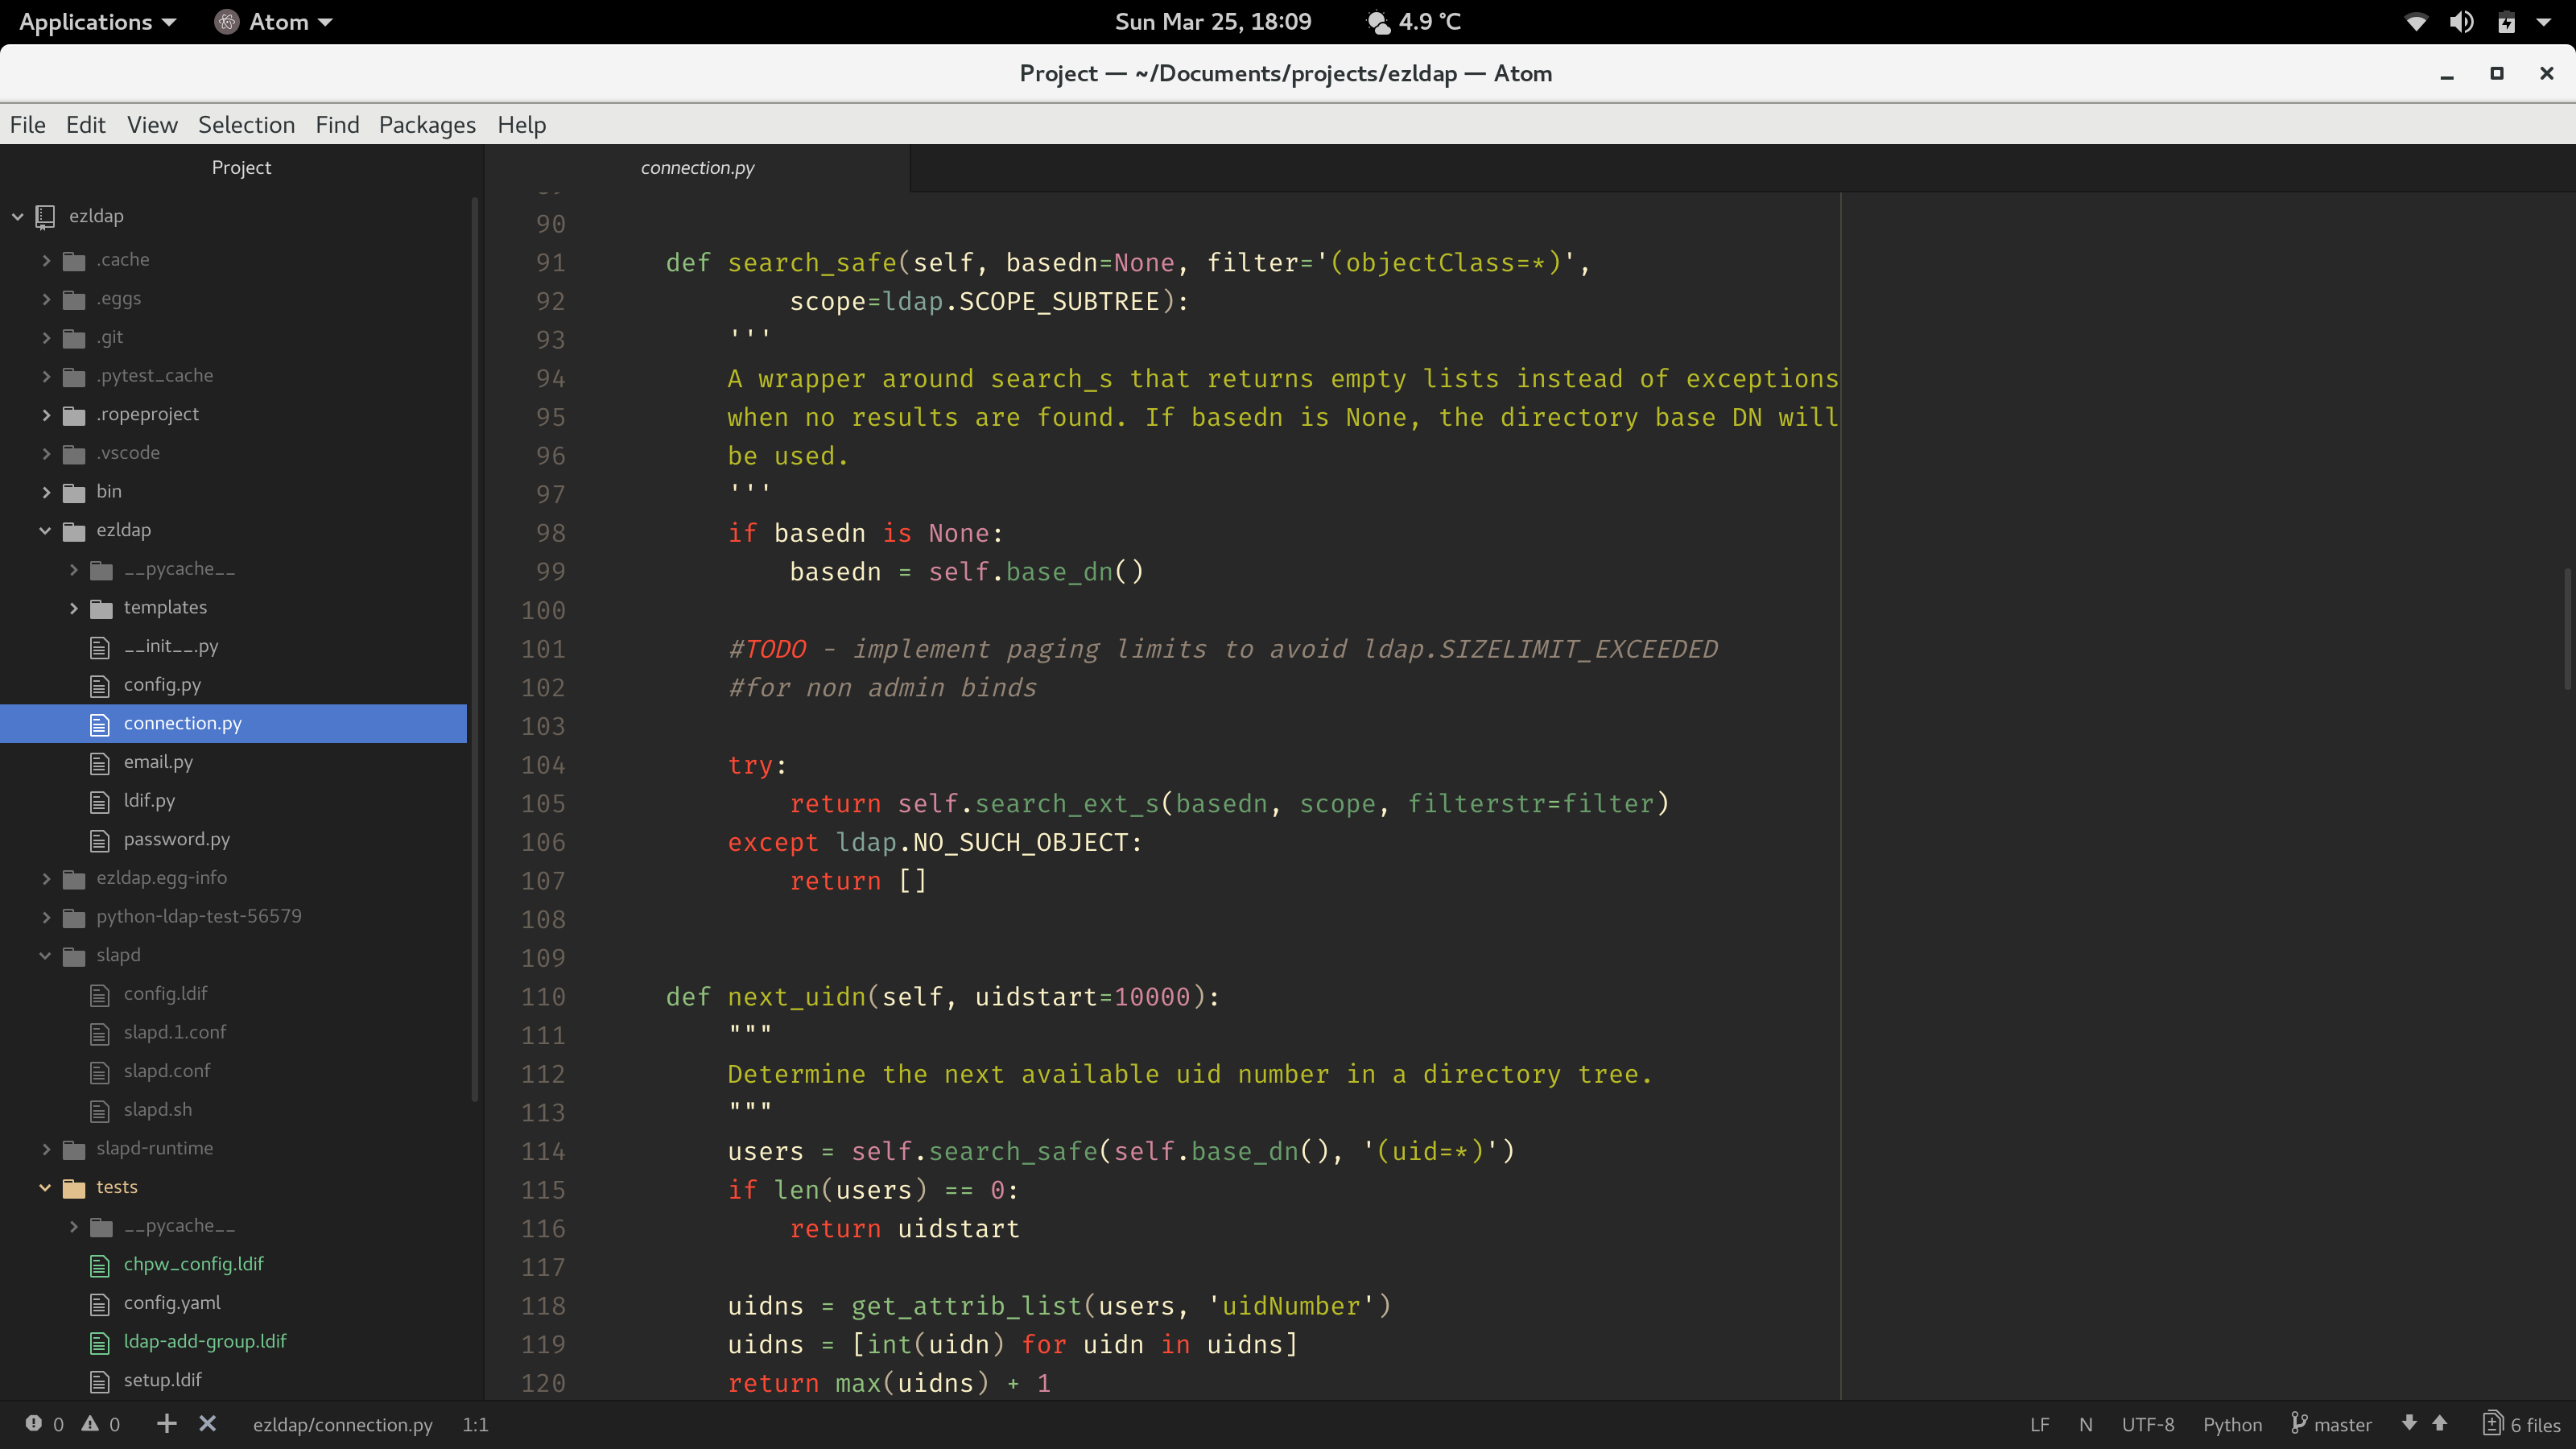 Applications Atom Sun Mar 25, 18:09 4.9 °C
Project — ~/Documents/projects/ezldap — Atom
File Edit View Selection Find Packages Help
Project
ezldap
.cache
.eggs
.git
.pytest_cache
.ropeproject
.vscode
bin
ezldap
__pycache__
templates
__init__.py
config.py
connection.py
email.py
ldif.py
password.py
ezldap.egg-info
python-ldap-test-56579
slapd
config.ldif
slapd.1.conf
slapd.conf
slapd.sh
slapd-runtime
tests
__pycache__
chpw_config.ldif
config.yaml
ldap-add-group.ldif
setup.ldif
connection.py
90
91     def search_safe(self, basedn=None, filter='(objectClass=*)',
92             scope=ldap.SCOPE_SUBTREE):
93         '''
94         A wrapper around search_s that returns empty lists instead of exceptions
95         when no results are found. If basedn is None, the directory base DN will
96         be used.
97         '''
98         if basedn is None:
99             basedn = self.base_dn()
100
101         #TODO - implement paging limits to avoid ldap.SIZELIMIT_EXCEEDED
102         #for non admin binds
103
104         try:
105             return self.search_ext_s(basedn, scope, filterstr=filter)
106         except ldap.NO_SUCH_OBJECT:
107             return []
108
109
110     def next_uidn(self, uidstart=10000):
111         """
112         Determine the next available uid number in a directory tree.
113         """
114         users = self.search_safe(self.base_dn(), '(uid=*)')
115         if len(users) == 0:
116             return uidstart
117
118         uidns = get_attrib_list(users, 'uidNumber')
119         uidns = [int(uidn) for uidn in uidns]
120         return max(uidns) + 1
0 0 ezldap/connection.py 1:1 LF N UTF-8 Python master 6 files